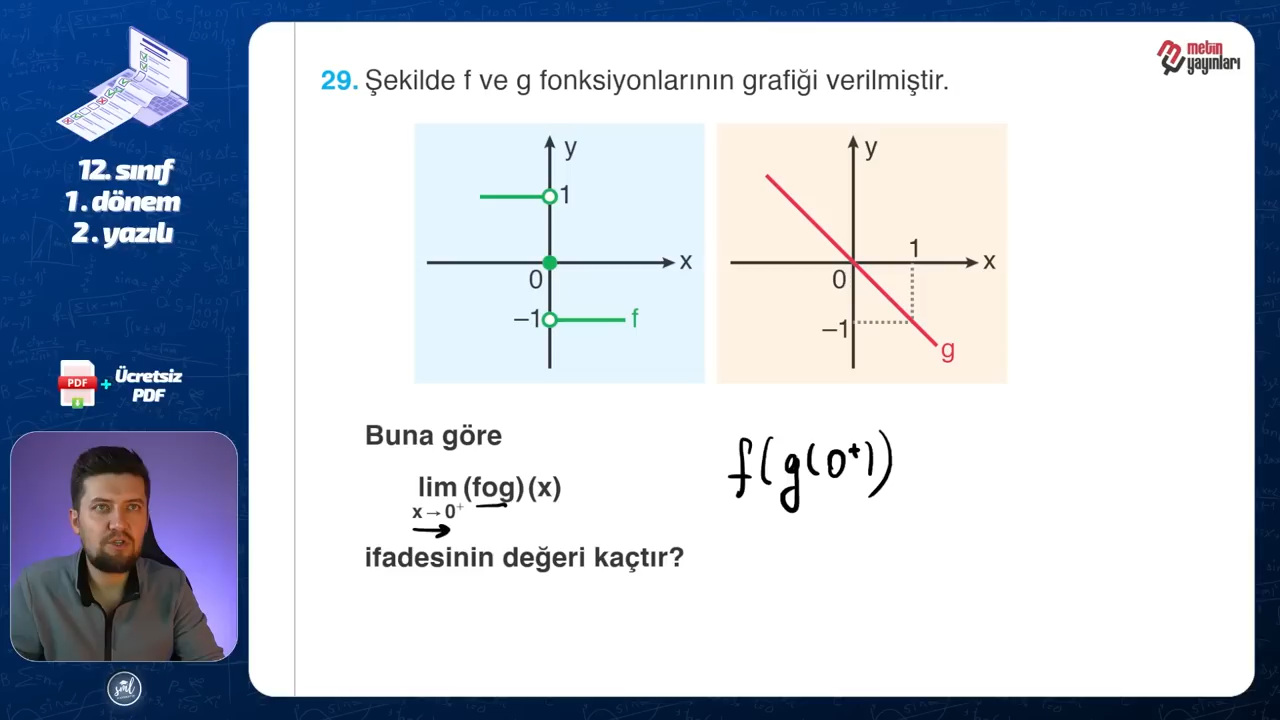 12. sınıf
1. dönem
2. yazılı
PDF
+
Ücretsiz
PDF
sml
metin
yayınları
29. Şekilde f ve g fonksiyonlarının grafiği verilmiştir.
y
1
x
0
−1
f
y
1
x
0
−1
g
Buna göre
lim (fog)(x)
x→0⁺
ifadesinin değeri kaçtır?
f(g(0⁺))